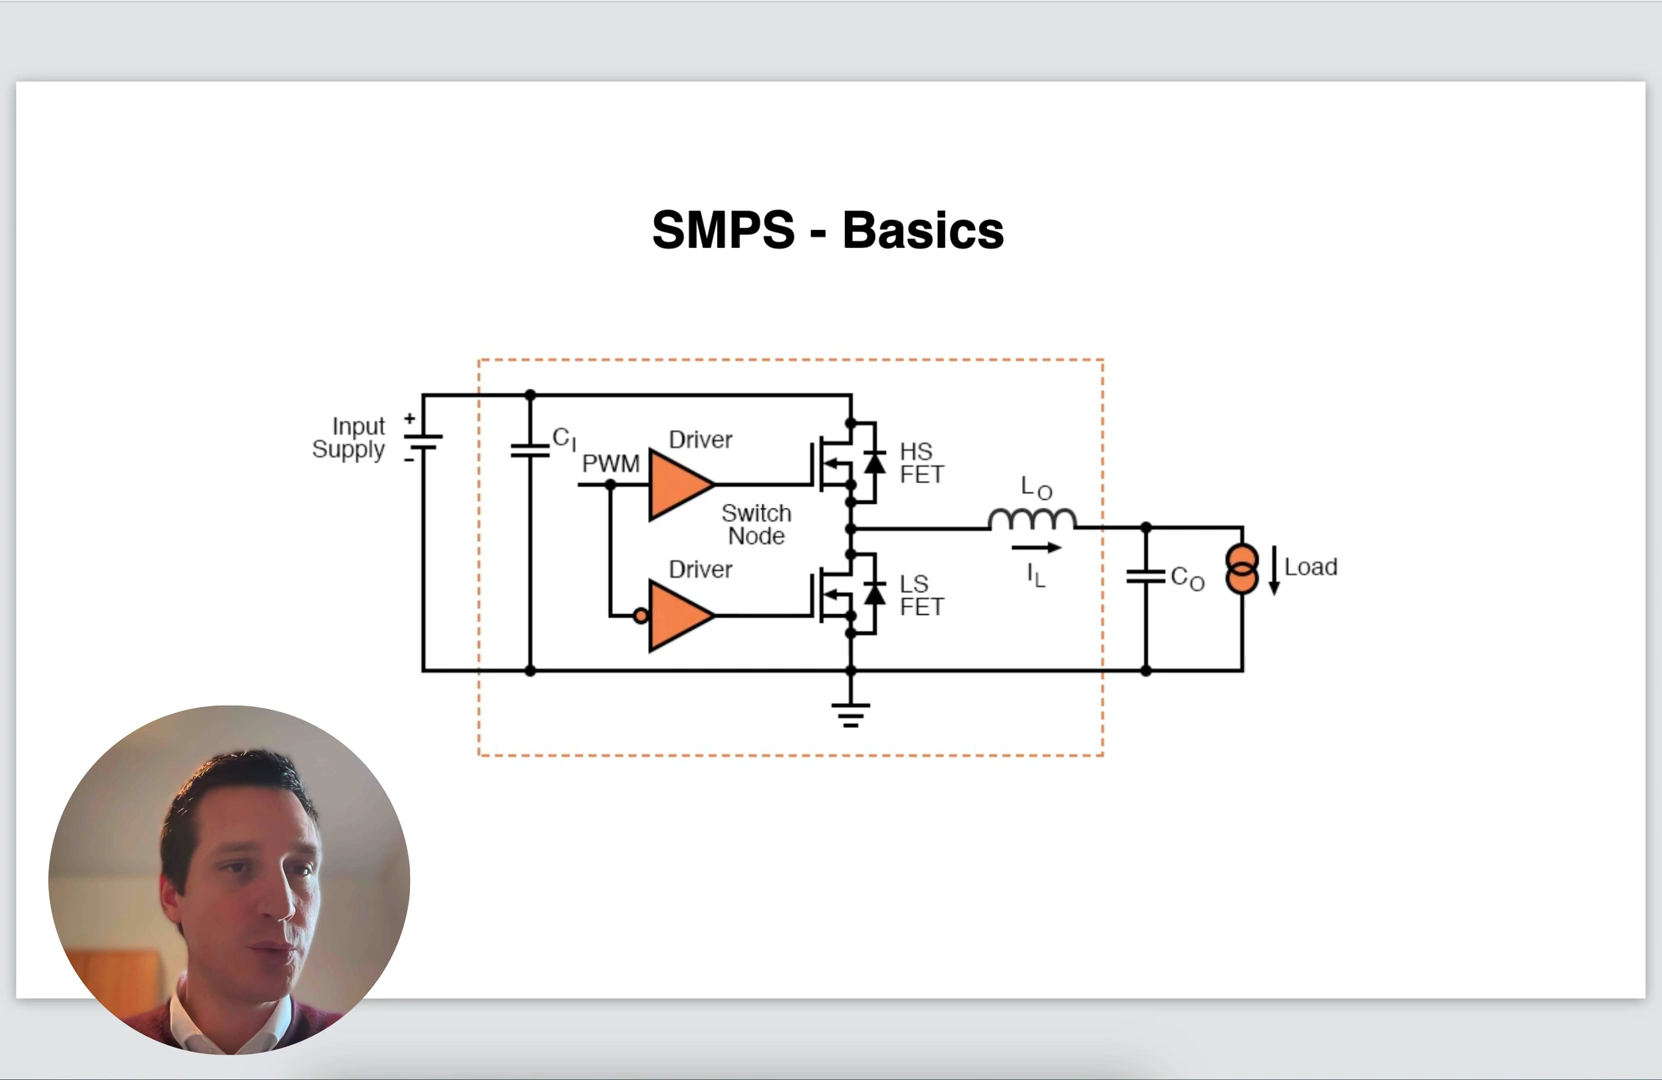 SMPS - Basics
Input
Supply
+
-
CI
PWM
Driver
HS
FET
Switch
Node
LO
IL
Driver
LS
FET
CO
Load